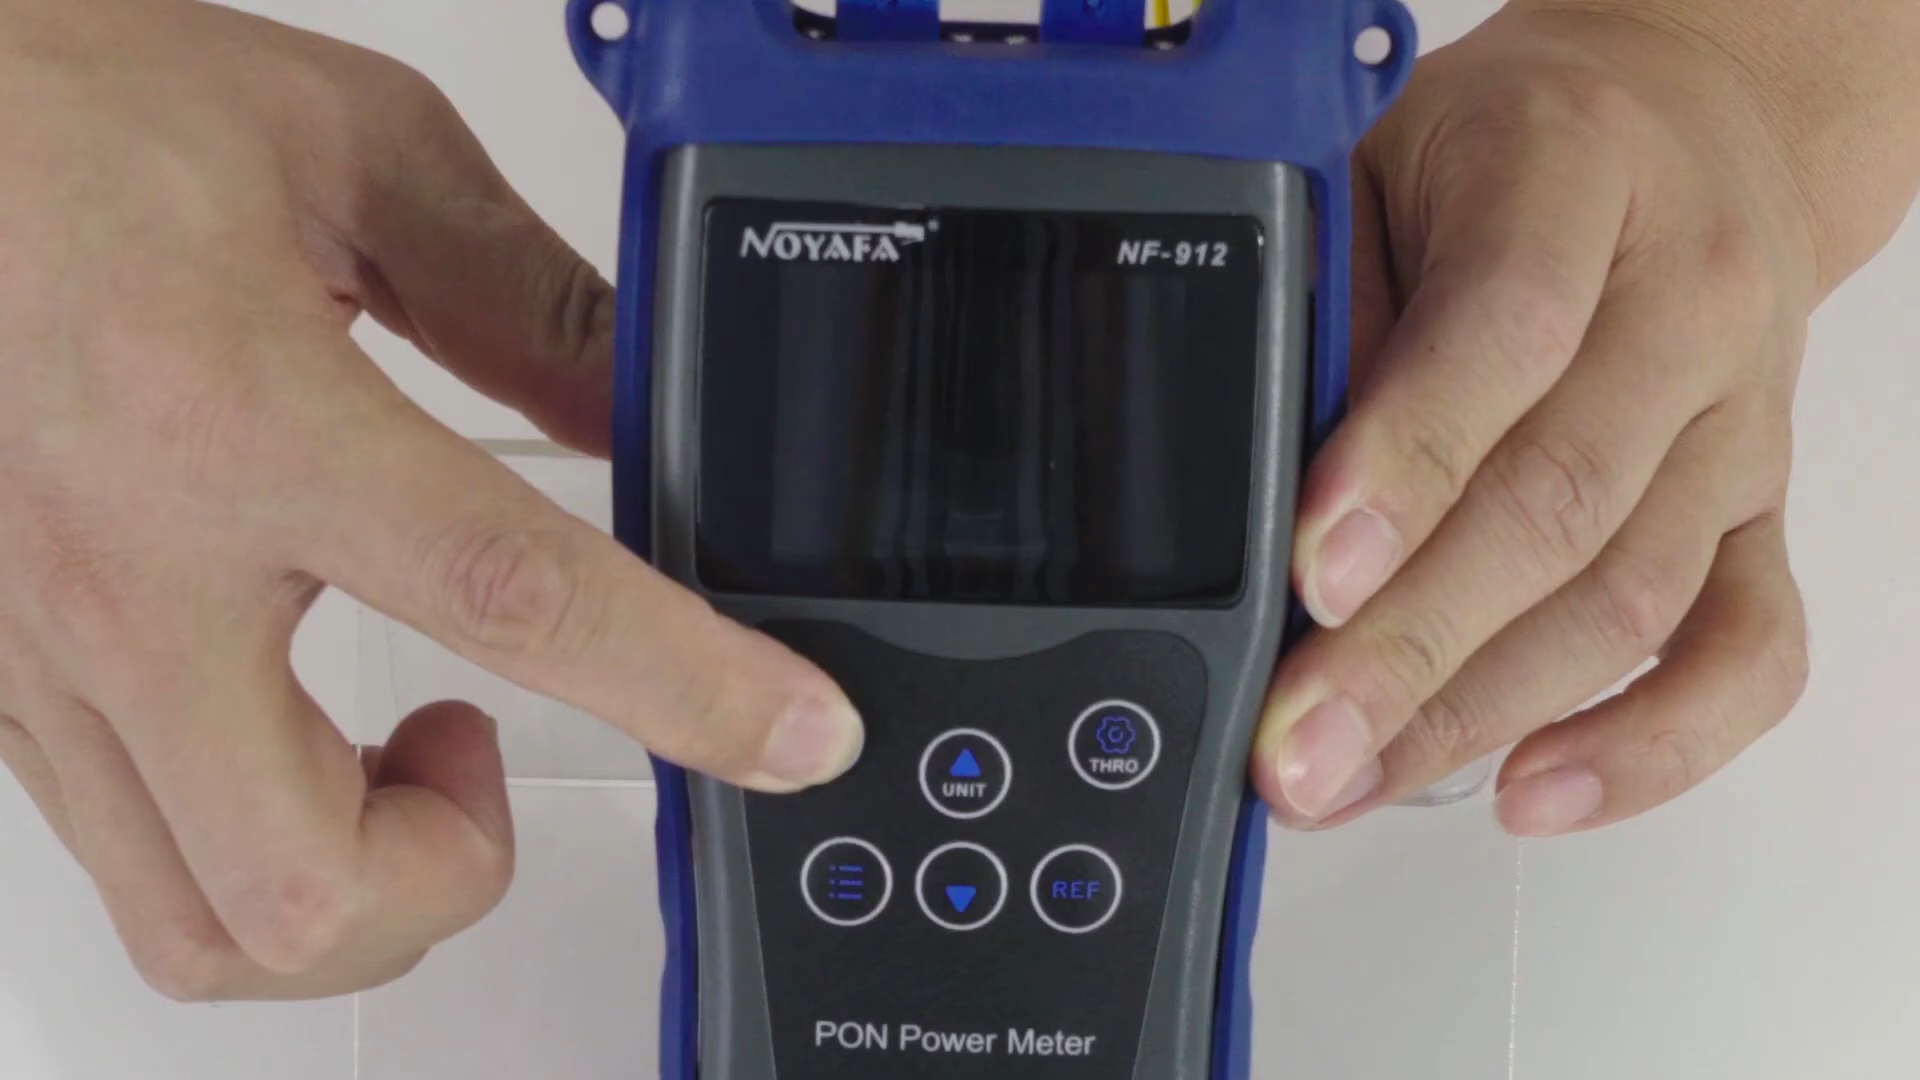 NOYAFA®
NF-912
UNIT
THRO
REF
PON Power Meter